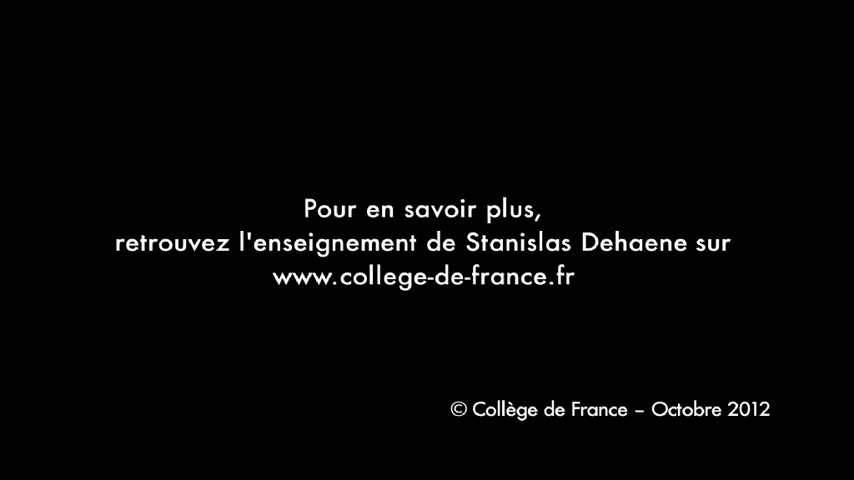 Pour en savoir plus,
retrouvez l'enseignement de Stanislas Dehaene sur
www.college-de-france.fr
© Collège de France – Octobre 2012